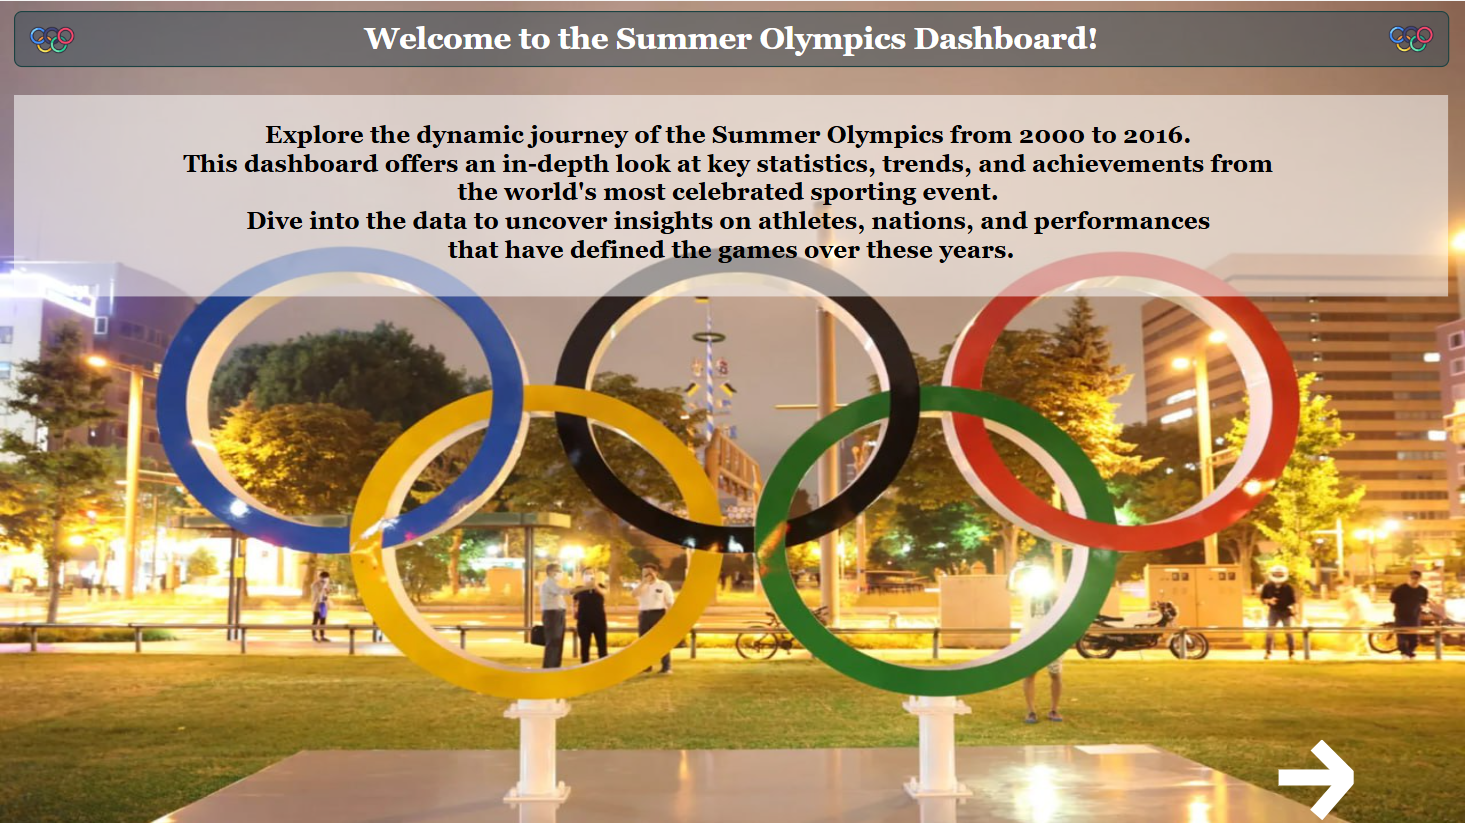 Welcome to the Summer Olympics Dashboard!
Explore the dynamic journey of the Summer Olympics from 2000 to 2016.
This dashboard offers an in-depth look at key statistics, trends, and achievements from
the world's most celebrated sporting event.
Dive into the data to uncover insights on athletes, nations, and performances
that have defined the games over these years.